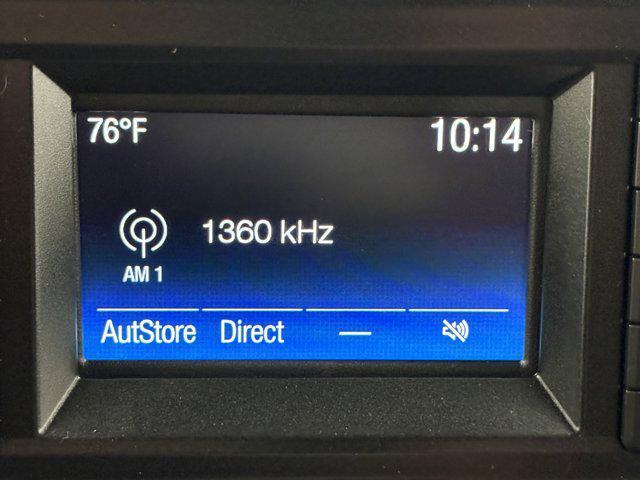 76°F 10:14
1360 kHz
AM 1
AutStore Direct —